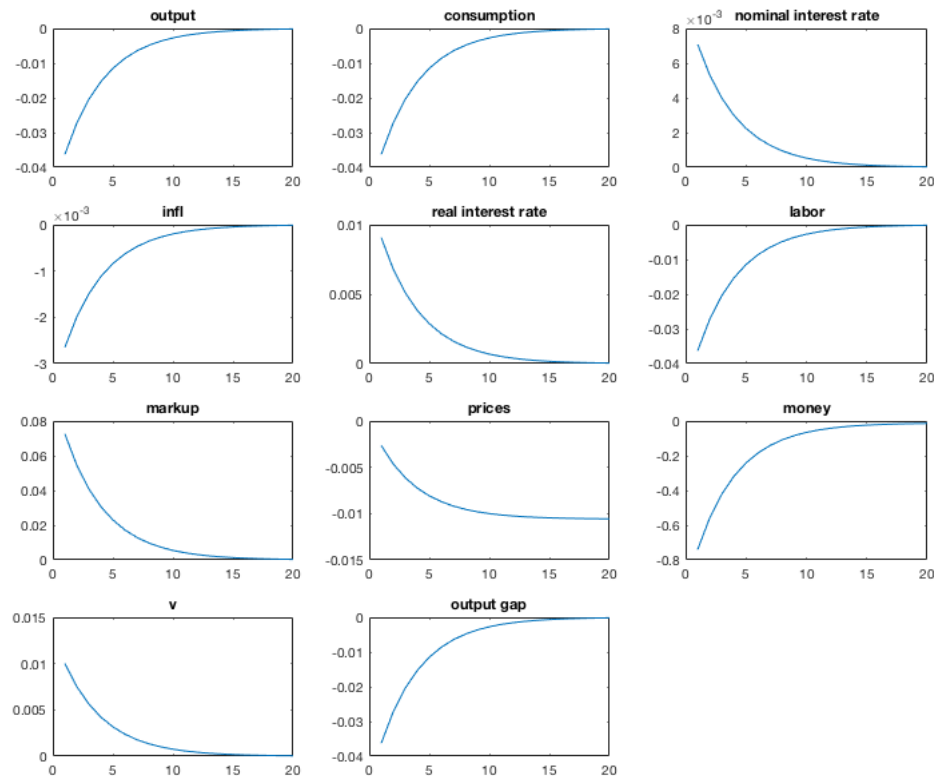 output
0
-0.01
-0.02
-0.03
-0.04
0 5 10 15 20
consumption
0
-0.01
-0.02
-0.03
-0.04
0 5 10 15 20
nominal interest rate
×10⁻³
8
6
4
2
0
0 5 10 15 20
infl
×10⁻³
0
-1
-2
-3
0 5 10 15 20
real interest rate
0.01
0.005
0
0 5 10 15 20
labor
0
-0.01
-0.02
-0.03
-0.04
0 5 10 15 20
markup
0.08
0.06
0.04
0.02
0
0 5 10 15 20
prices
0
-0.005
-0.01
-0.015
0 5 10 15 20
money
0
-0.2
-0.4
-0.6
-0.8
0 5 10 15 20
v
0.015
0.01
0.005
0
0 5 10 15 20
output gap
0
-0.01
-0.02
-0.03
-0.04
0 5 10 15 20